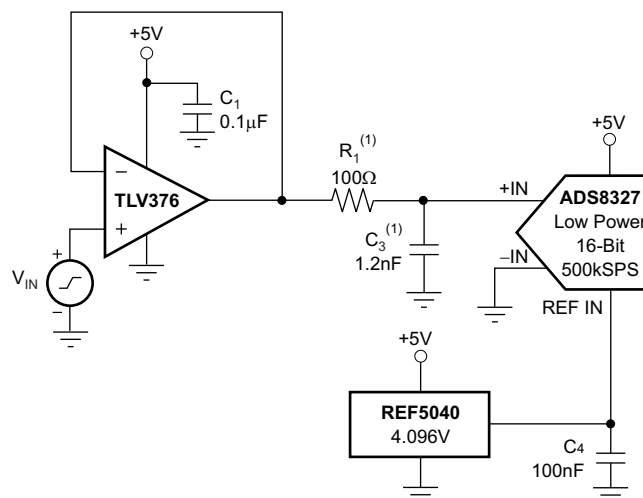 +5V
C1
0.1µF
−
TLV376
+
+
VIN
−
R1(1)
100Ω
C3(1)
1.2nF
+5V
+IN
ADS8327
Low Power
16-Bit
500kSPS
−IN
REF IN
+5V
REF5040
4.096V
C4
100nF